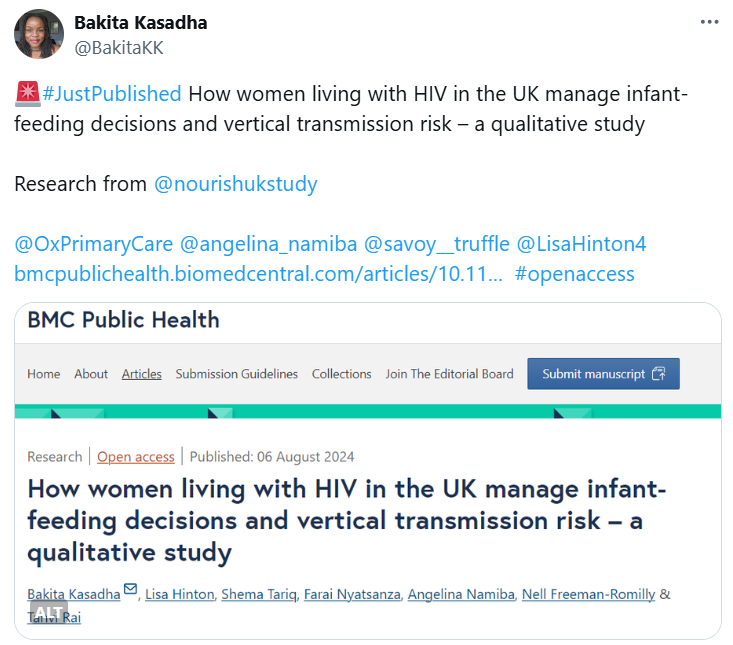 Bakita Kasadha
@BakitaKK
#JustPublished How women living with HIV in the UK manage infant-
feeding decisions and vertical transmission risk – a qualitative study
Research from @nourishukstudy
@OxPrimaryCare @angelina_namiba @savoy__truffle @LisaHinton4
bmcpublichealth.biomedcentral.com/articles/10.11... #openaccess
BMC Public Health
Home About Articles Submission Guidelines Collections Join The Editorial Board Submit manuscript
Research | Open access | Published: 06 August 2024
How women living with HIV in the UK manage infant-
feeding decisions and vertical transmission risk – a
qualitative study
Bakita Kasadha, Lisa Hinton, Shema Tariq, Farai Nyatsanza, Angelina Namiba, Nell Freeman-Romilly &
ALT
Rai